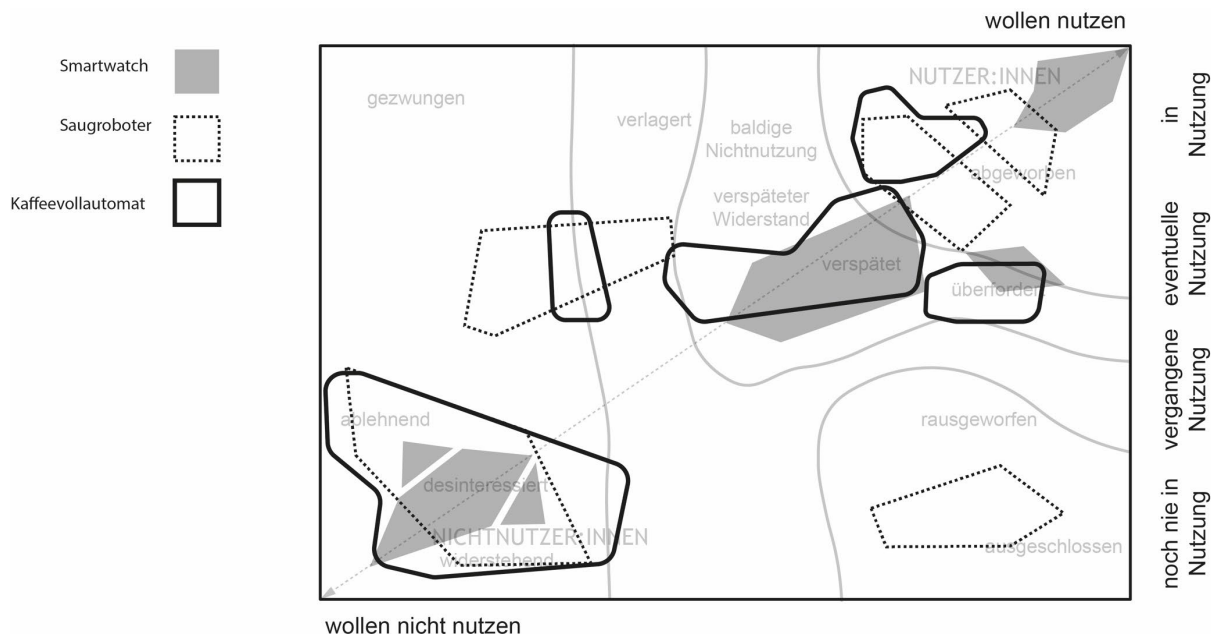 wollen nutzen
Smartwatch
Saugroboter
Kaffeevollautomat
NUTZER:INNEN
gezwungen
verlagert
baldige
Nichtnutzung
abgeworben
verspäteter
Widerstand
verspätet
überfordert
ablehnend
rausgeworfen
desinteressiert
NICHTNUTZER:INNEN
widerstehend
ausgeschlossen
in
Nutzung
eventuelle
Nutzung
vergangene
Nutzung
noch nie in
Nutzung
wollen nicht nutzen